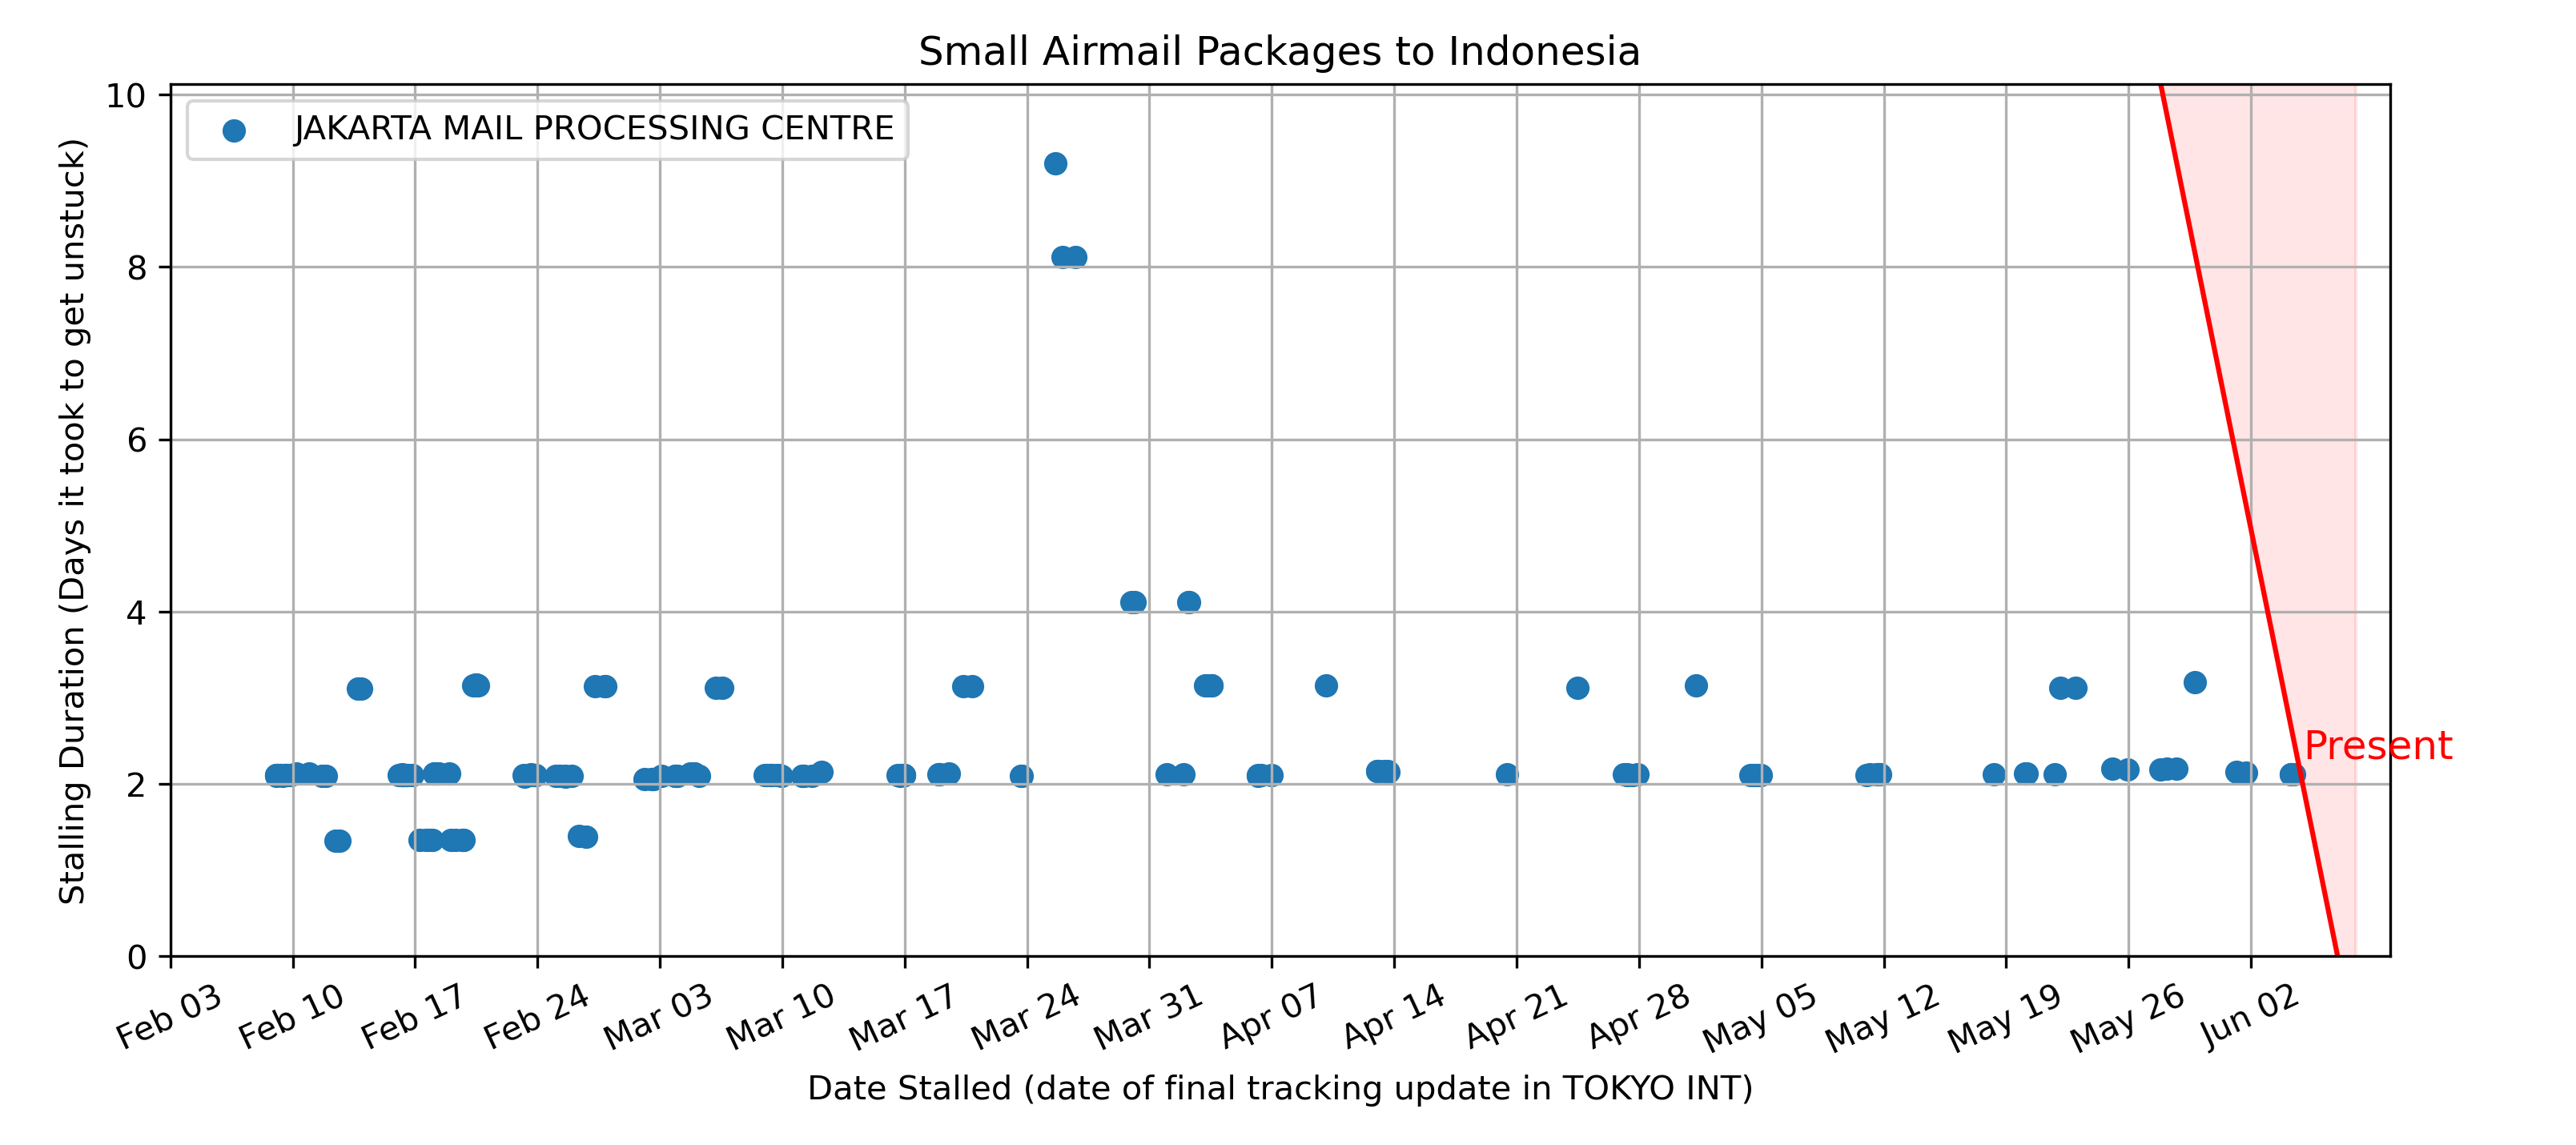 Small Airmail Packages to Indonesia
JAKARTA MAIL PROCESSING CENTRE
Stalling Duration (Days it took to get unstuck)
10
8
6
4
2
0
Present
Feb 03
Feb 10
Feb 17
Feb 24
Mar 03
Mar 10
Mar 17
Mar 24
Mar 31
Apr 07
Apr 14
Apr 21
Apr 28
May 05
May 12
May 19
May 26
Jun 02
Date Stalled (date of final tracking update in TOKYO INT)